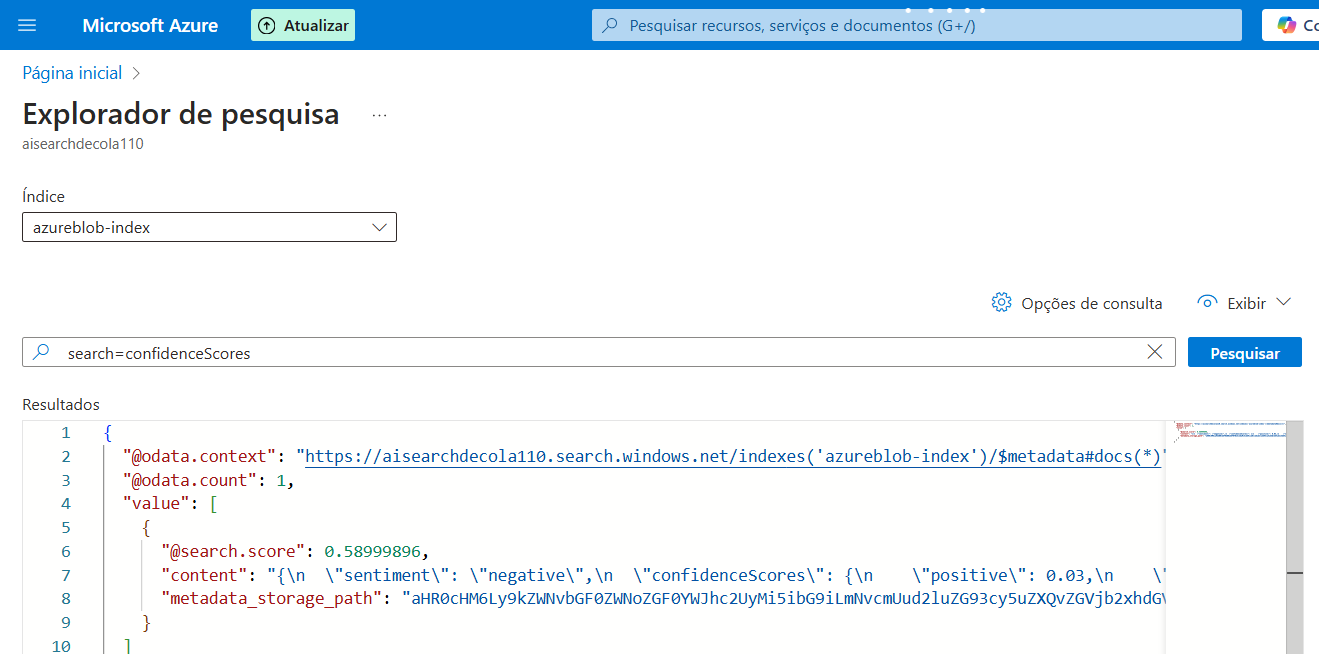 Microsoft Azure
Atualizar
Pesquisar recursos, serviços e documentos (G+/)
Página inicial
Explorador de pesquisa
...
aisearchdecola110
Índice
azureblob-index
Opções de consulta
Exibir
search=confidenceScores
Pesquisar
Resultados
1 {
2 "@odata.context": "https://aisearchdecola110.search.windows.net/indexes('azureblob-index')/$metadata#docs(*)"
3 "@odata.count": 1,
4 "value": [
5 {
6 "@search.score": 0.58999896,
7 "content": "{\n  \"sentiment\": \"negative\",\n  \"confidenceScores\": {\n    \"positive\": 0.03,\n    \"
8 "metadata_storage_path": "aHR0cHM6Ly9kZWNvbGF0ZWNoZGF0YWJhc2UyMi5ibG9iLmNvcmUud2luZG93cy5uZXQvZGVjb2xhdG
9 }
10 ]